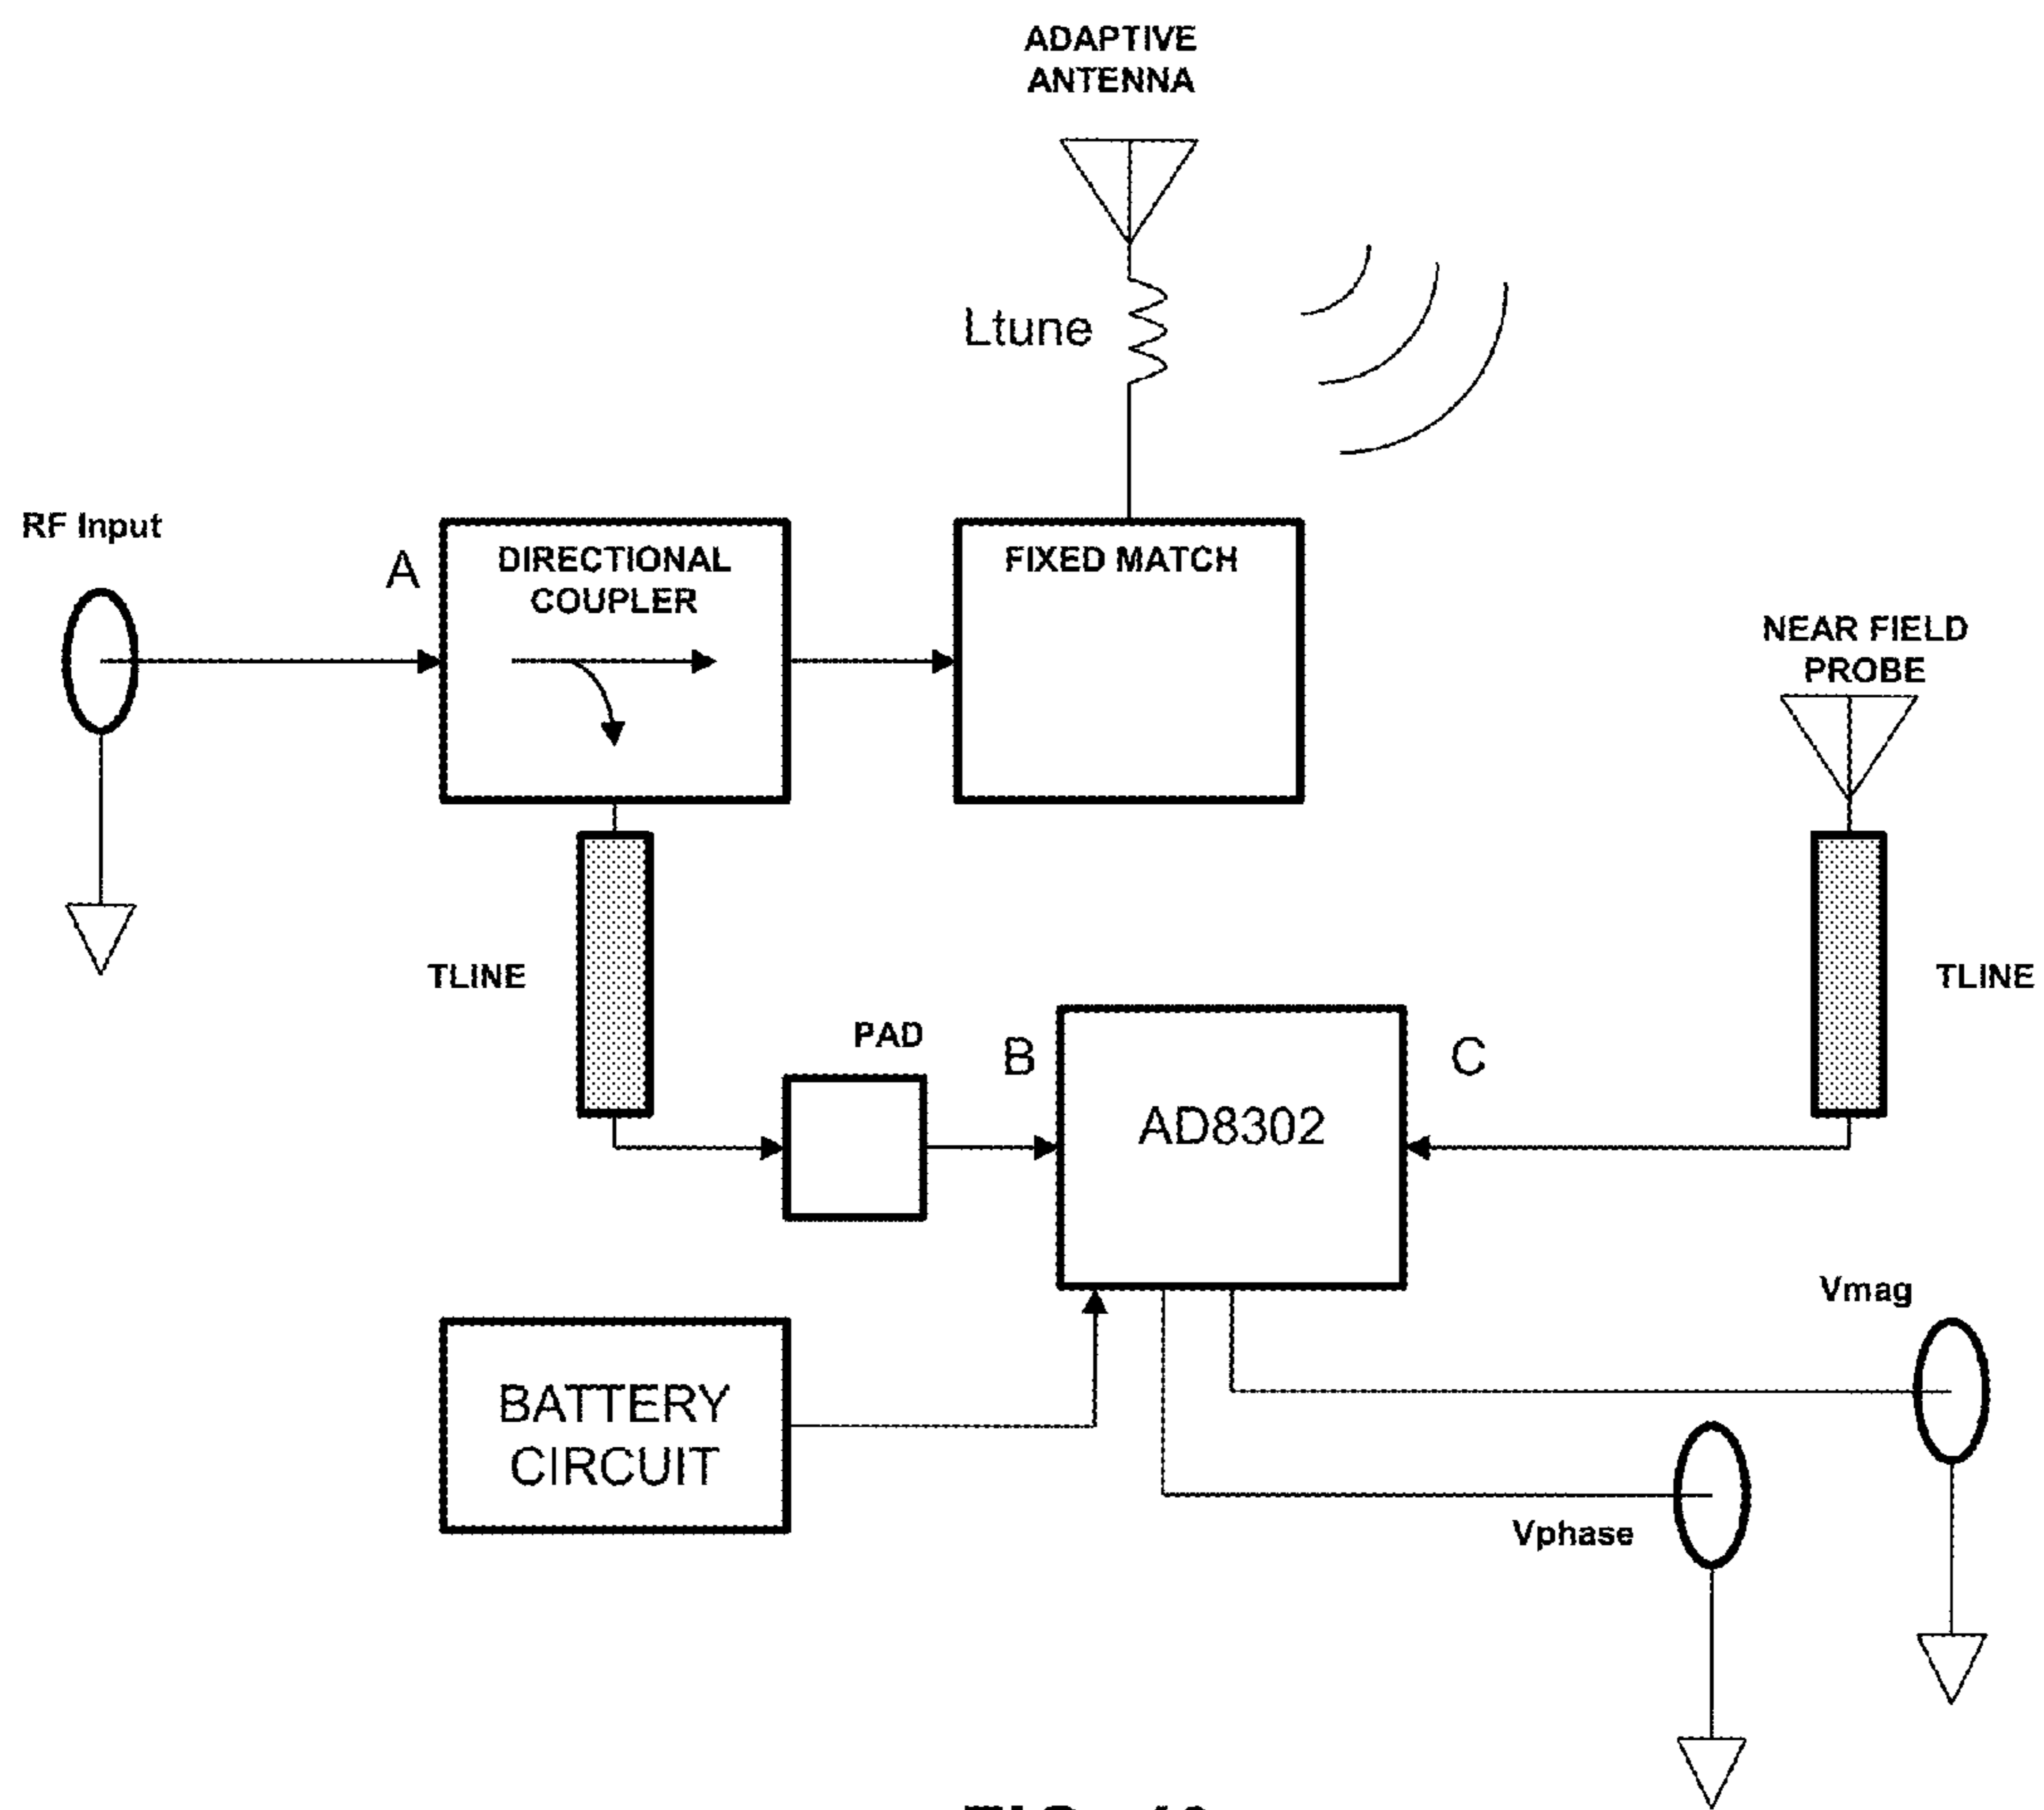 ADAPTIVE
ANTENNA
Ltune
RF Input
A
DIRECTIONAL
COUPLER
FIXED MATCH
NEAR FIELD
PROBE
TLINE
TLINE
PAD
B
C
AD8302
Vmag
BATTERY
CIRCUIT
Vphase